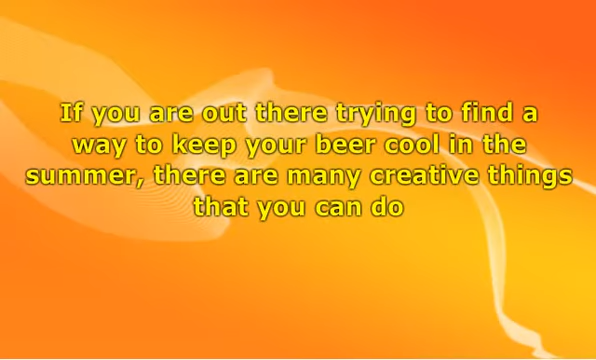 If you are out there trying to find a
way to keep your beer cool in the
summer, there are many creative things
that you can do